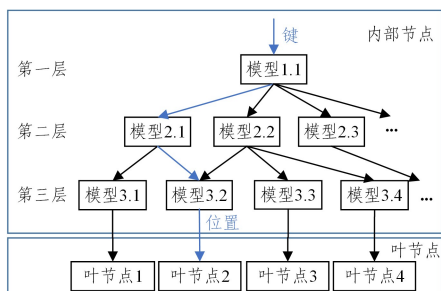 键
内部节点
第一层
模型1.1
第二层
模型2.1
模型2.2
模型2.3
...
第三层
模型3.1
模型3.2
模型3.3
模型3.4
...
位置
叶节点
叶节点1
叶节点2
叶节点3
叶节点4